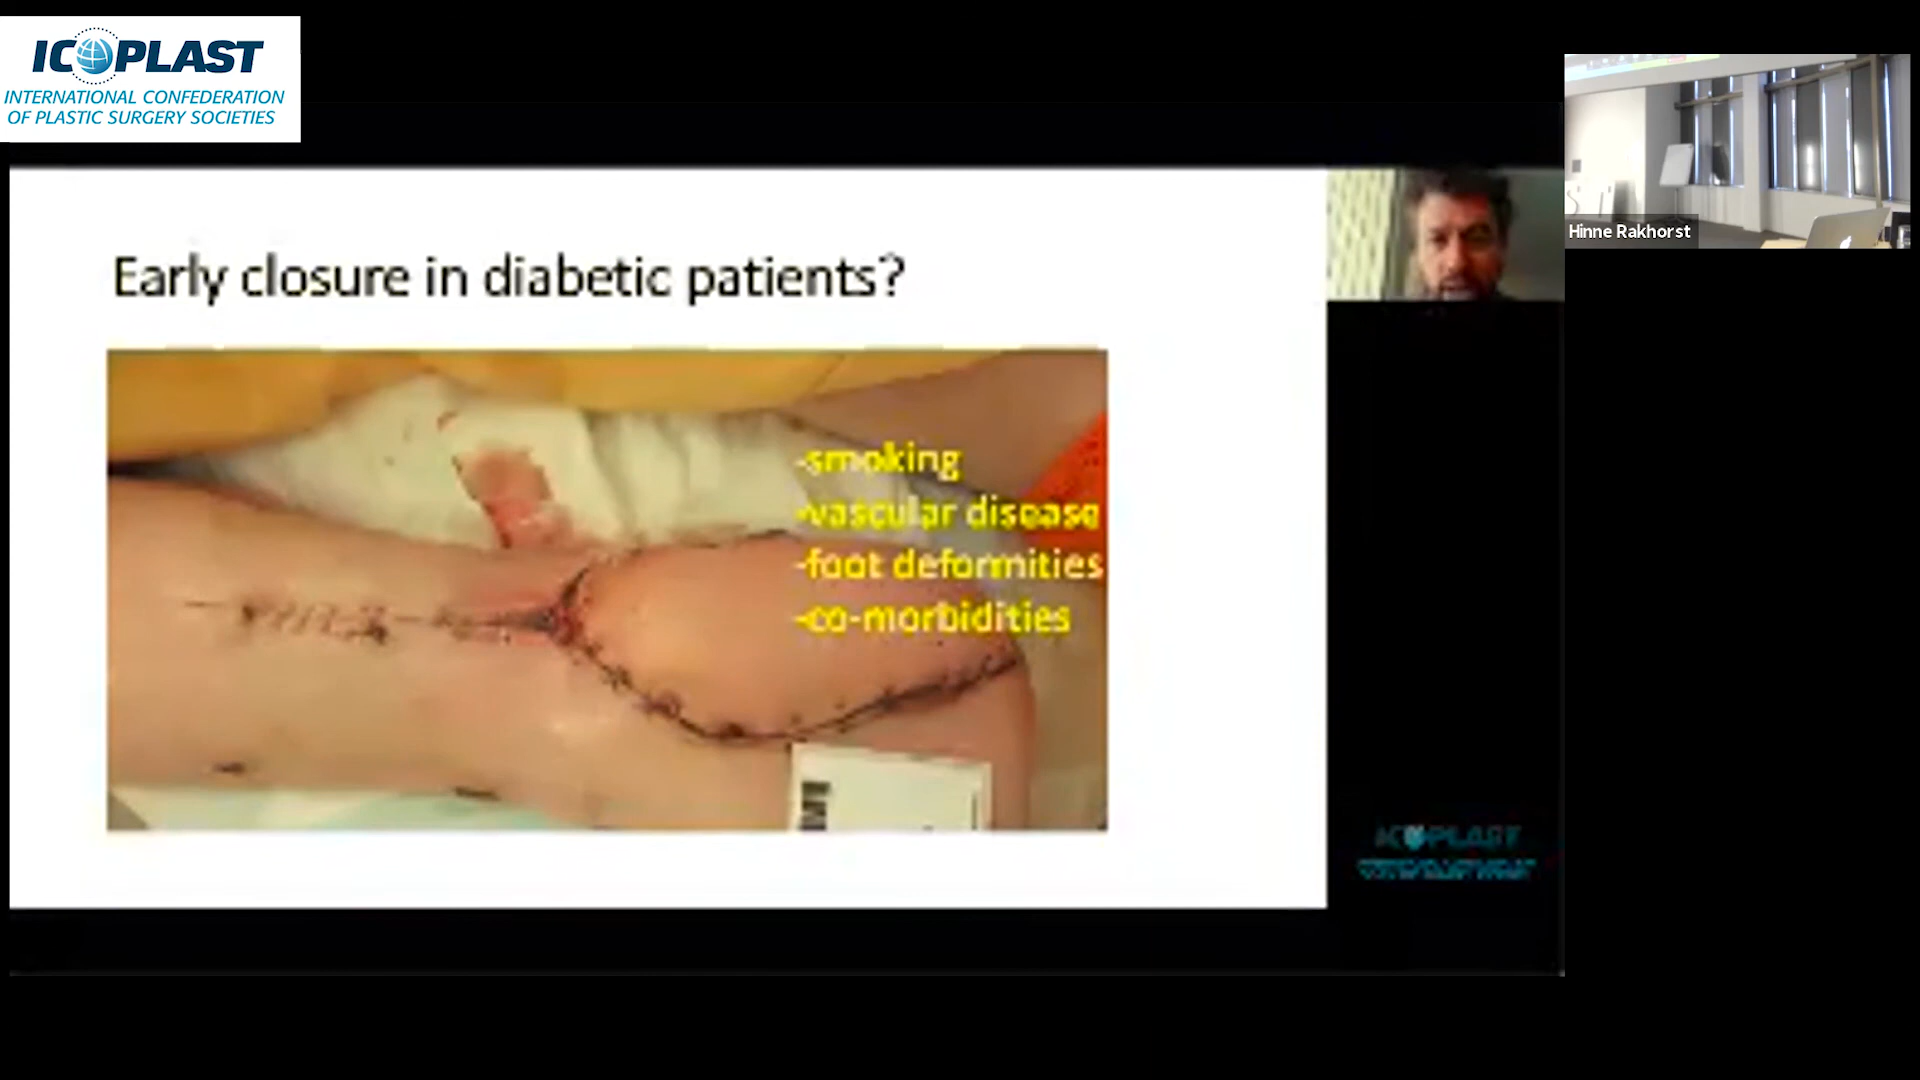 ICOPLAST
INTERNATIONAL CONFEDERATION
OF PLASTIC SURGERY SOCIETIES
Early closure in diabetic patients?
-smoking
-vascular disease
-foot deformities
-co-morbidities
Hinne Rakhorst
ICOPLAST